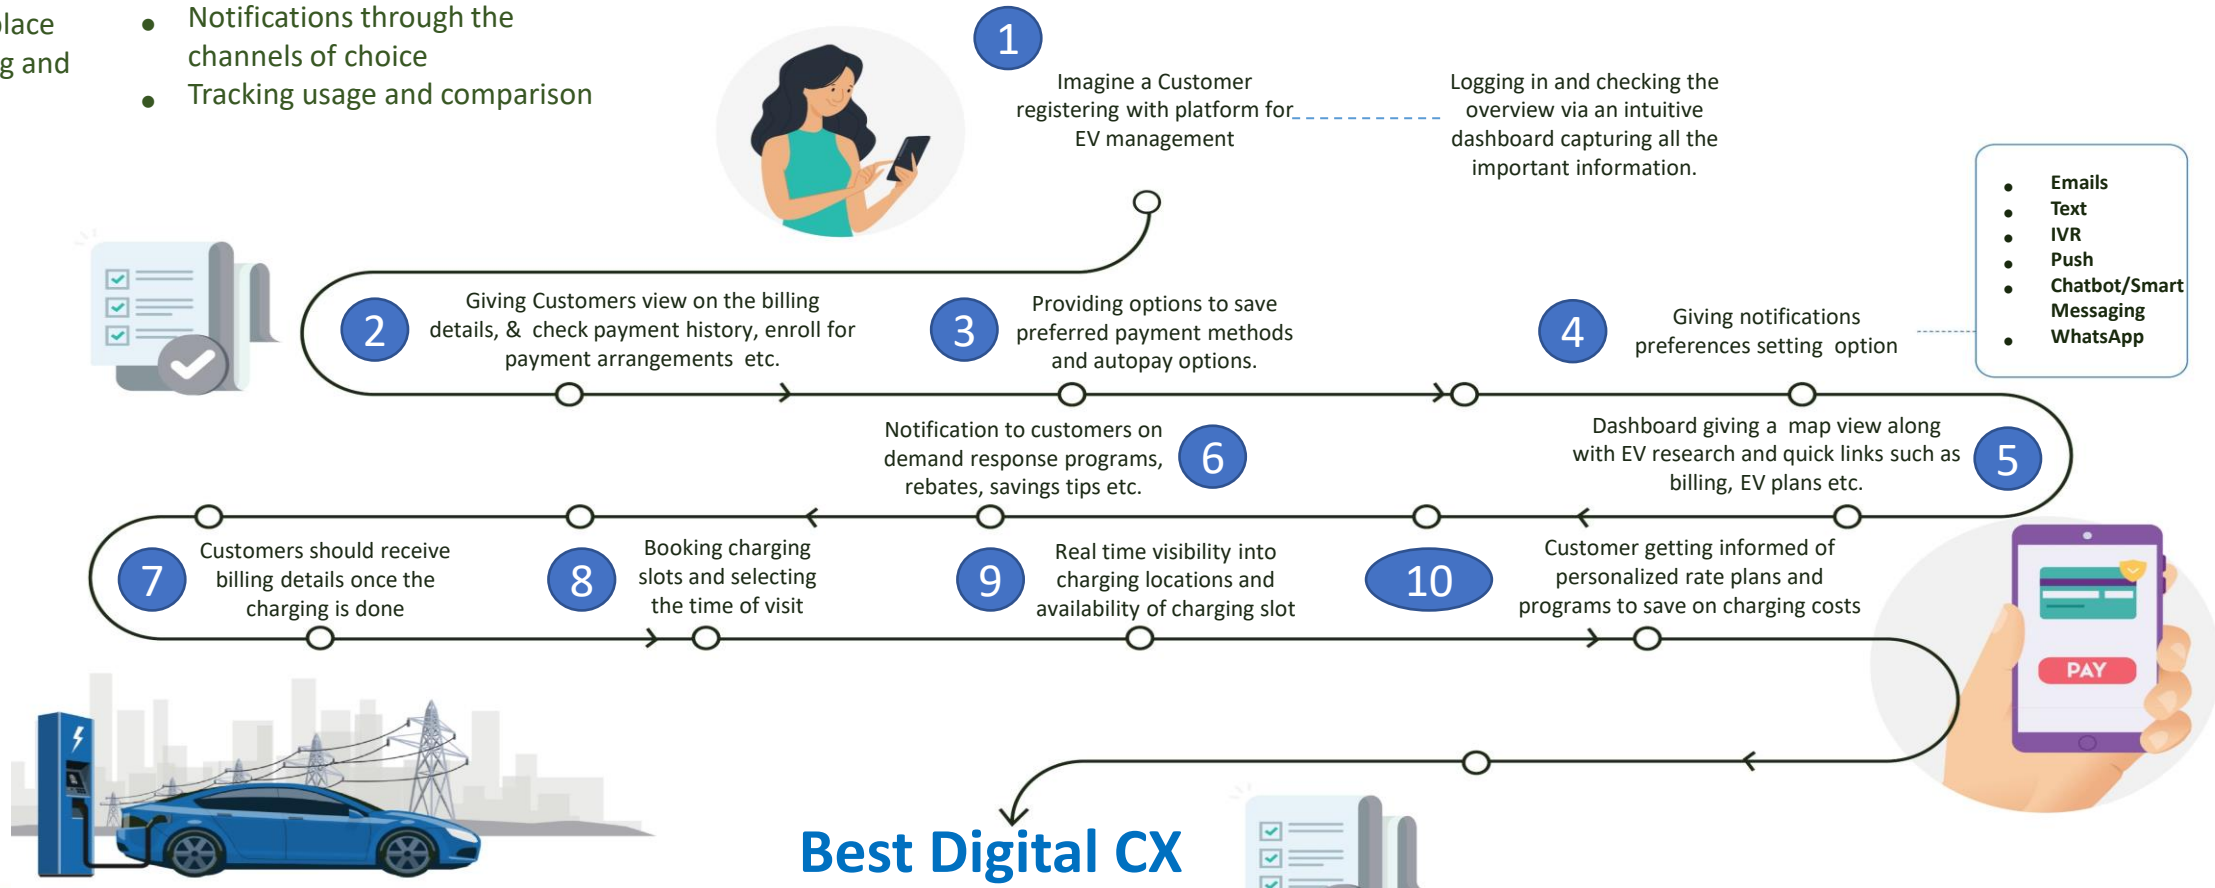 place
g and
● Notifications through the
channels of choice
● Tracking usage and comparison
1
Imagine a Customer
registering with platform for
EV management
Logging in and checking the
overview via an intuitive
dashboard capturing all the
important information.
● Emails
● Text
● IVR
● Push
● Chatbot/Smart
Messaging
● WhatsApp
2
Giving Customers view on the billing
details, & check payment history, enroll for
payment arrangements etc.
3
Providing options to save
preferred payment methods
and autopay options.
4
Giving notifications
preferences setting option
Dashboard giving a map view along
with EV research and quick links such as
billing, EV plans etc.
5
Notification to customers on
demand response programs,
rebates, savings tips etc.
6
7
Customers should receive
billing details once the
charging is done
8
Booking charging
slots and selecting
the time of visit
9
Real time visibility into
charging locations and
availability of charging slot
10
Customer getting informed of
personalized rate plans and
programs to save on charging costs
PAY
Best Digital CX